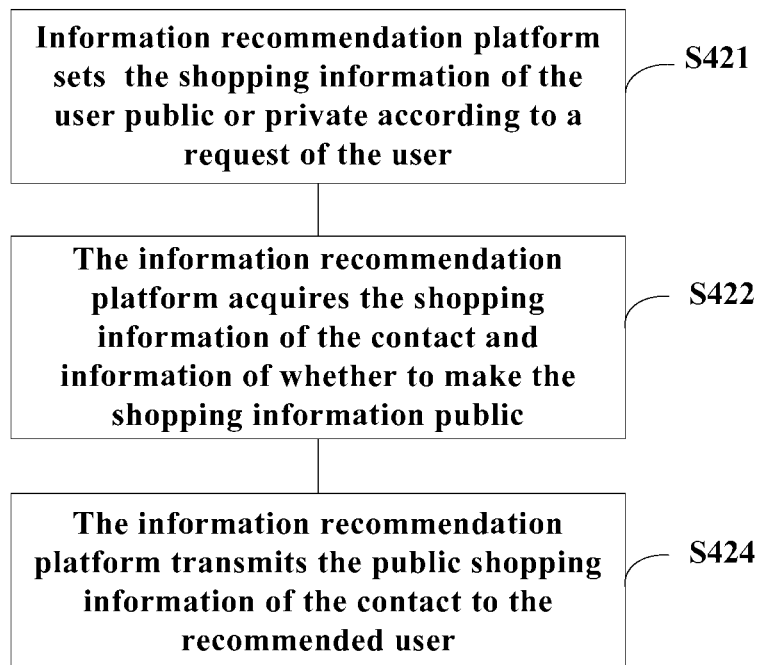 Information recommendation platform
sets the shopping information of the
user public or private according to a
request of the user
S421
The information recommendation
platform acquires the shopping
information of the contact and
information of whether to make the
shopping information public
S422
The information recommendation
platform transmits the public shopping
information of the contact to the
recommended user
S424